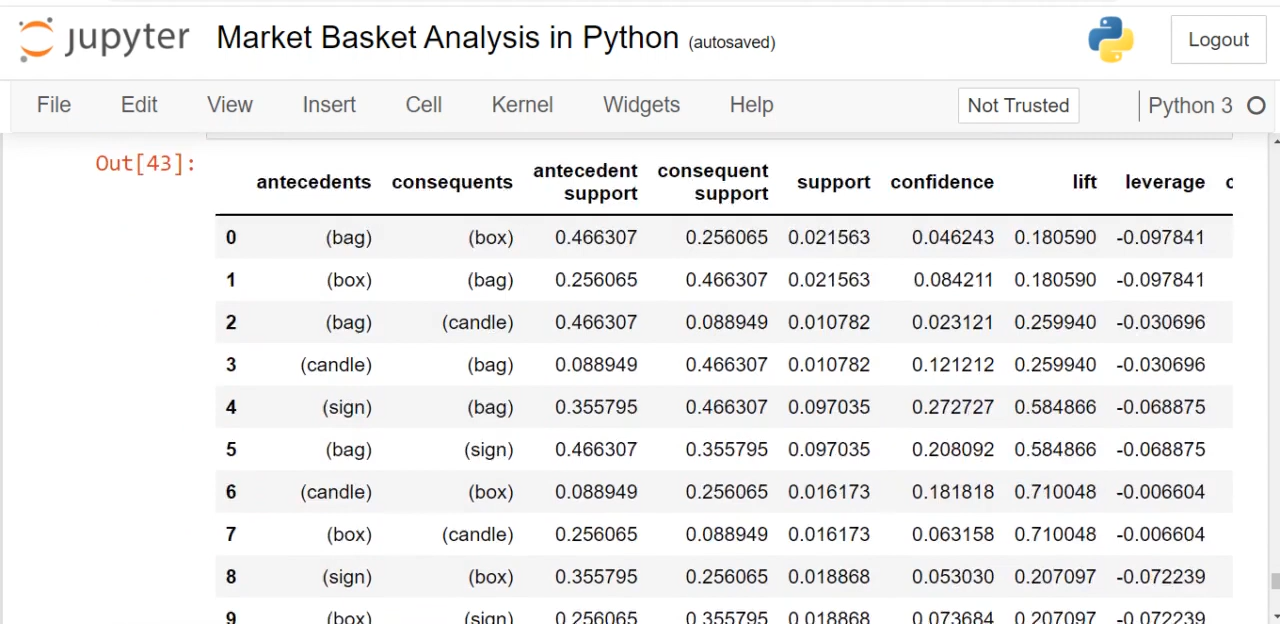 jupyter Market Basket Analysis in Python (autosaved) Logout
File Edit View Insert Cell Kernel Widgets Help Not Trusted Python 3
Out[43]:
antecedents consequents antecedent support consequent support support confidence lift leverage c
0 (bag) (box) 0.466307 0.256065 0.021563 0.046243 0.180590 -0.097841
1 (box) (bag) 0.256065 0.466307 0.021563 0.084211 0.180590 -0.097841
2 (bag) (candle) 0.466307 0.088949 0.010782 0.023121 0.259940 -0.030696
3 (candle) (bag) 0.088949 0.466307 0.010782 0.121212 0.259940 -0.030696
4 (sign) (bag) 0.355795 0.466307 0.097035 0.272727 0.584866 -0.068875
5 (bag) (sign) 0.466307 0.355795 0.097035 0.208092 0.584866 -0.068875
6 (candle) (box) 0.088949 0.256065 0.016173 0.181818 0.710048 -0.006604
7 (box) (candle) 0.256065 0.088949 0.016173 0.063158 0.710048 -0.006604
8 (sign) (box) 0.355795 0.256065 0.018868 0.053030 0.207097 -0.072239
9 (box) (sign) 0.256065 0.355795 0.018868 0.073684 0.207097 -0.072239